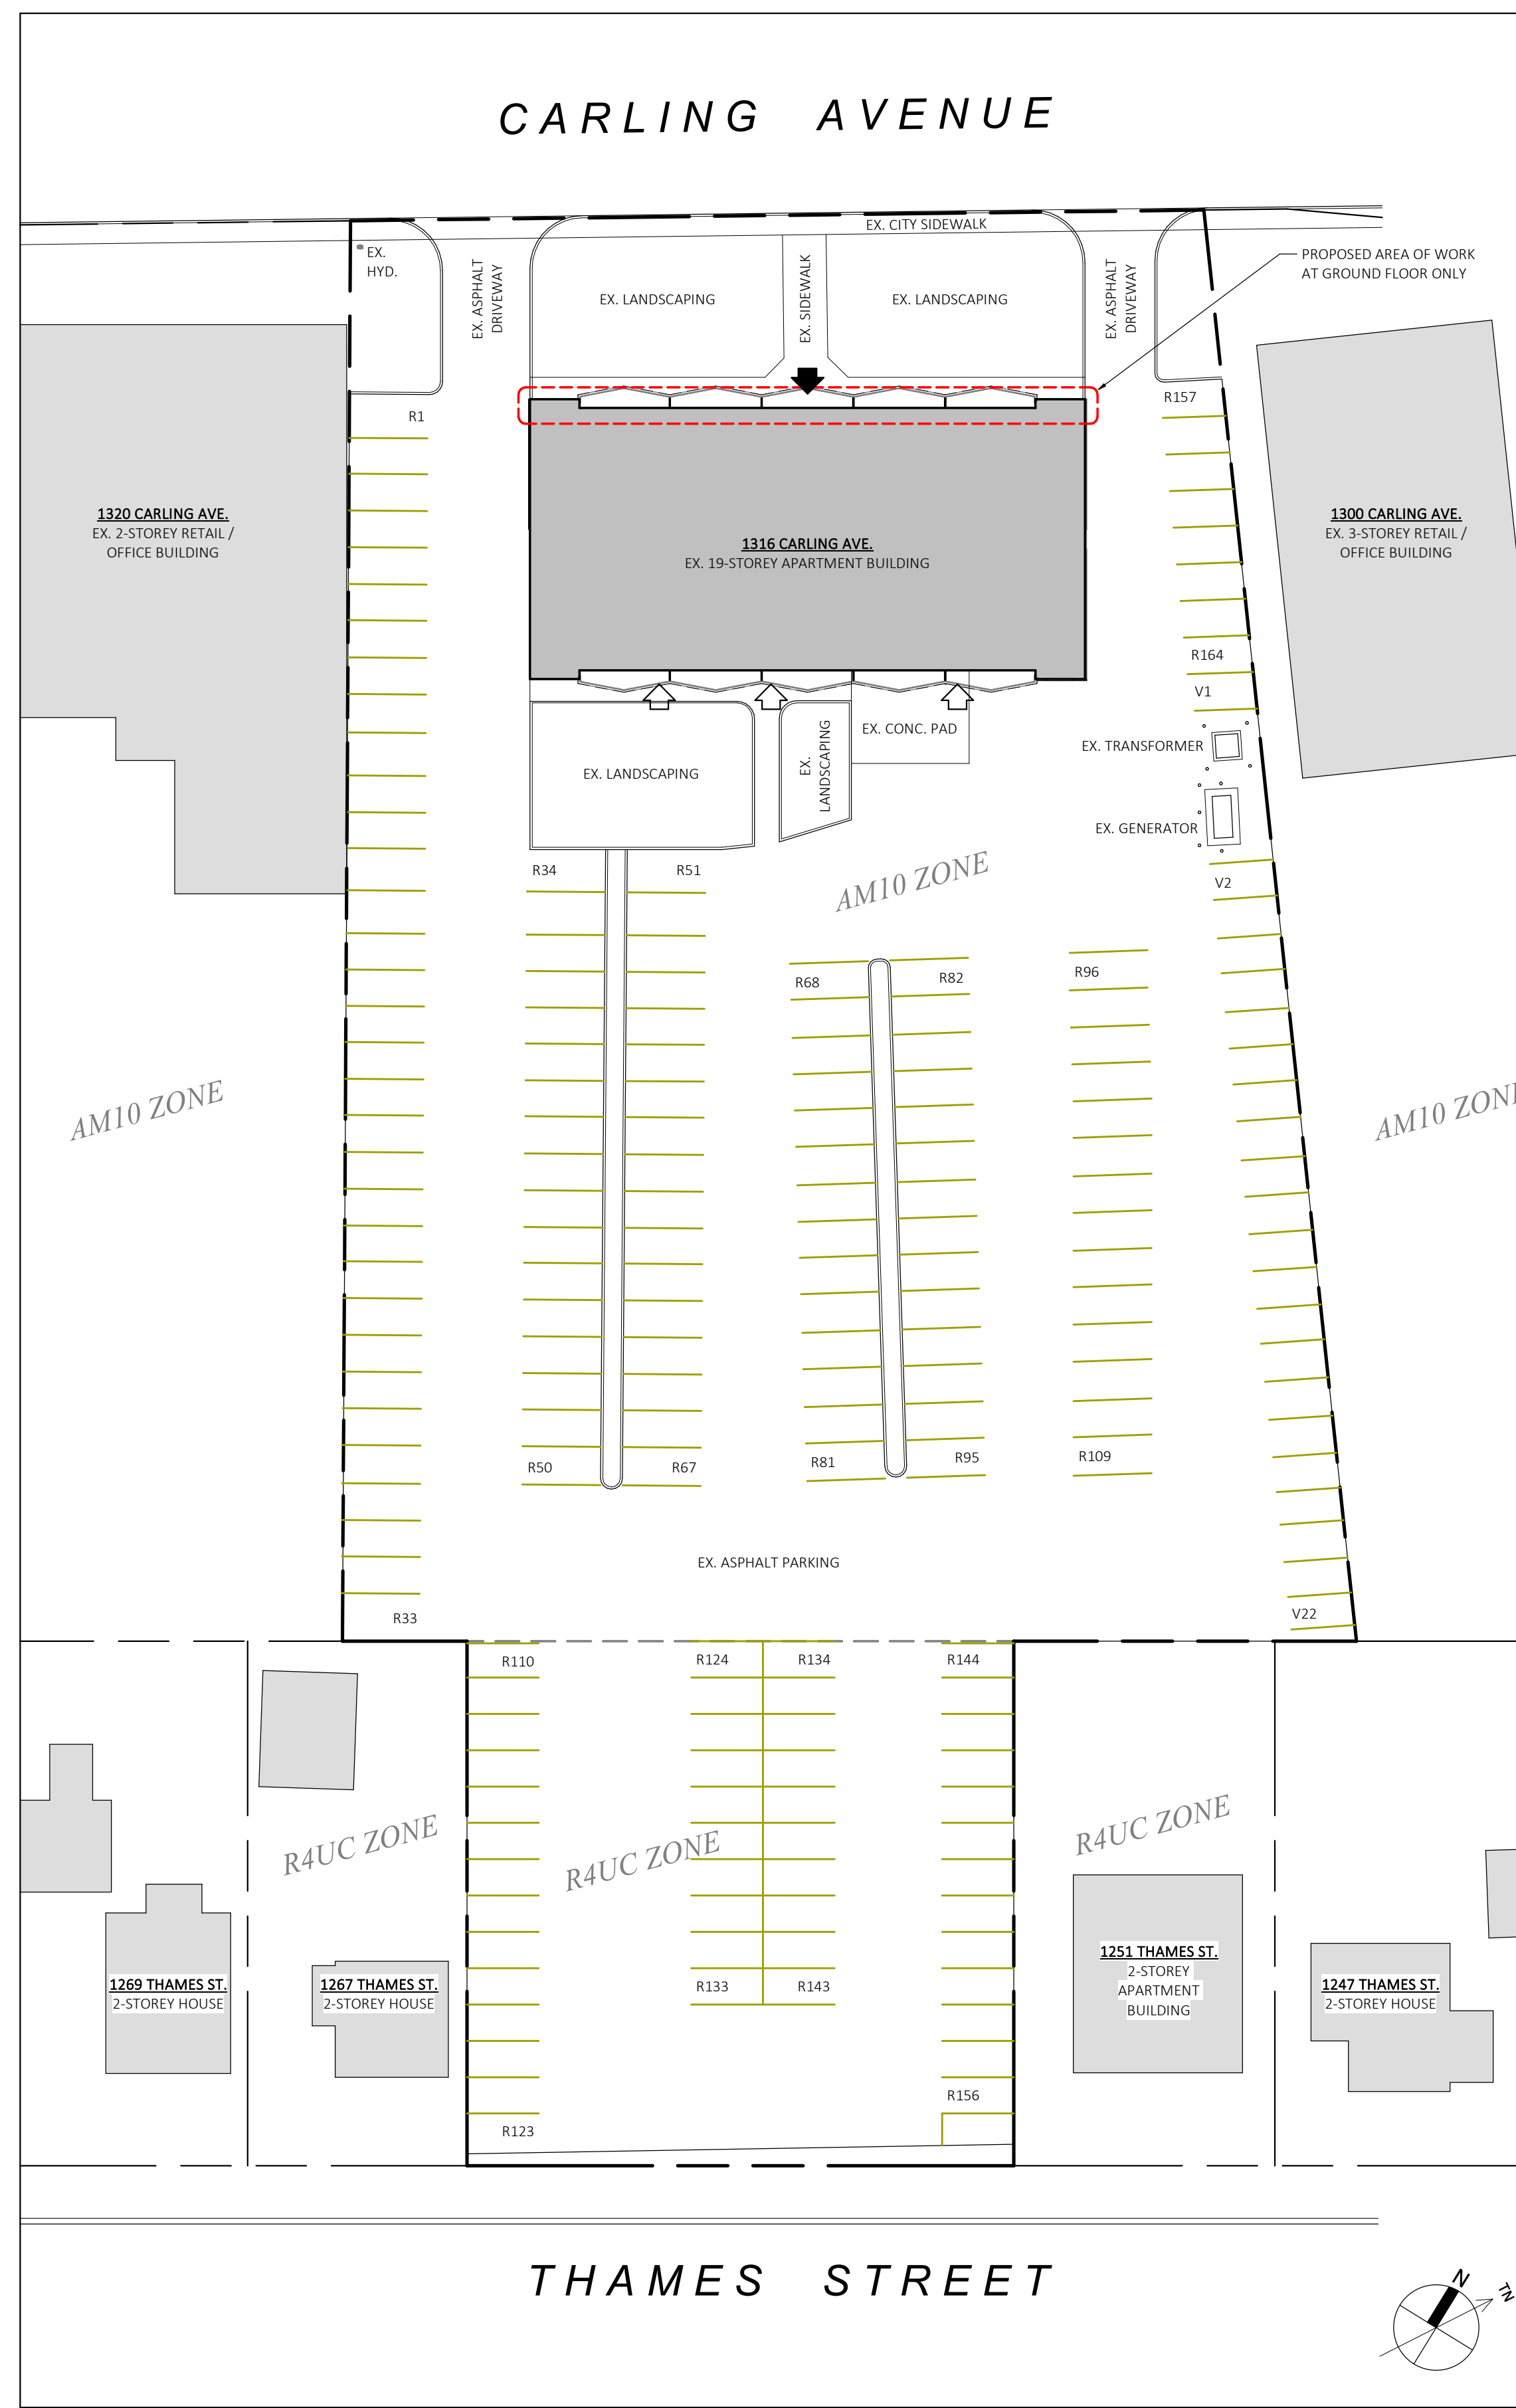 CARLING AVENUE
EX. CITY SIDEWALK
EX.
HYD.
EX. ASPHALT
DRIVEWAY
EX. LANDSCAPING
EX. SIDEWALK
EX. LANDSCAPING
EX. ASPHALT
DRIVEWAY
PROPOSED AREA OF WORK
AT GROUND FLOOR ONLY
R1
R157
1320 CARLING AVE.
EX. 2-STOREY RETAIL /
OFFICE BUILDING
1316 CARLING AVE.
EX. 19-STOREY APARTMENT BUILDING
1300 CARLING AVE.
EX. 3-STOREY RETAIL /
OFFICE BUILDING
R164
V1
EX. CONC. PAD
EX. TRANSFORMER
EX. LANDSCAPING
EX.
LANDSCAPING
EX. GENERATOR
R34
R51
AM10 ZONE
V2
R68
R82
R96
AM10 ZONE
AM10 ZONE
R50
R67
R81
R95
R109
EX. ASPHALT PARKING
R33
V22
R110
R124
R134
R144
R4UC ZONE
R4UC ZONE
R4UC ZONE
1269 THAMES ST.
2-STOREY HOUSE
1267 THAMES ST.
2-STOREY HOUSE
R133
R143
1251 THAMES ST.
2-STOREY
APARTMENT
BUILDING
1247 THAMES ST.
2-STOREY HOUSE
R156
R123
THAMES STREET
N
TN